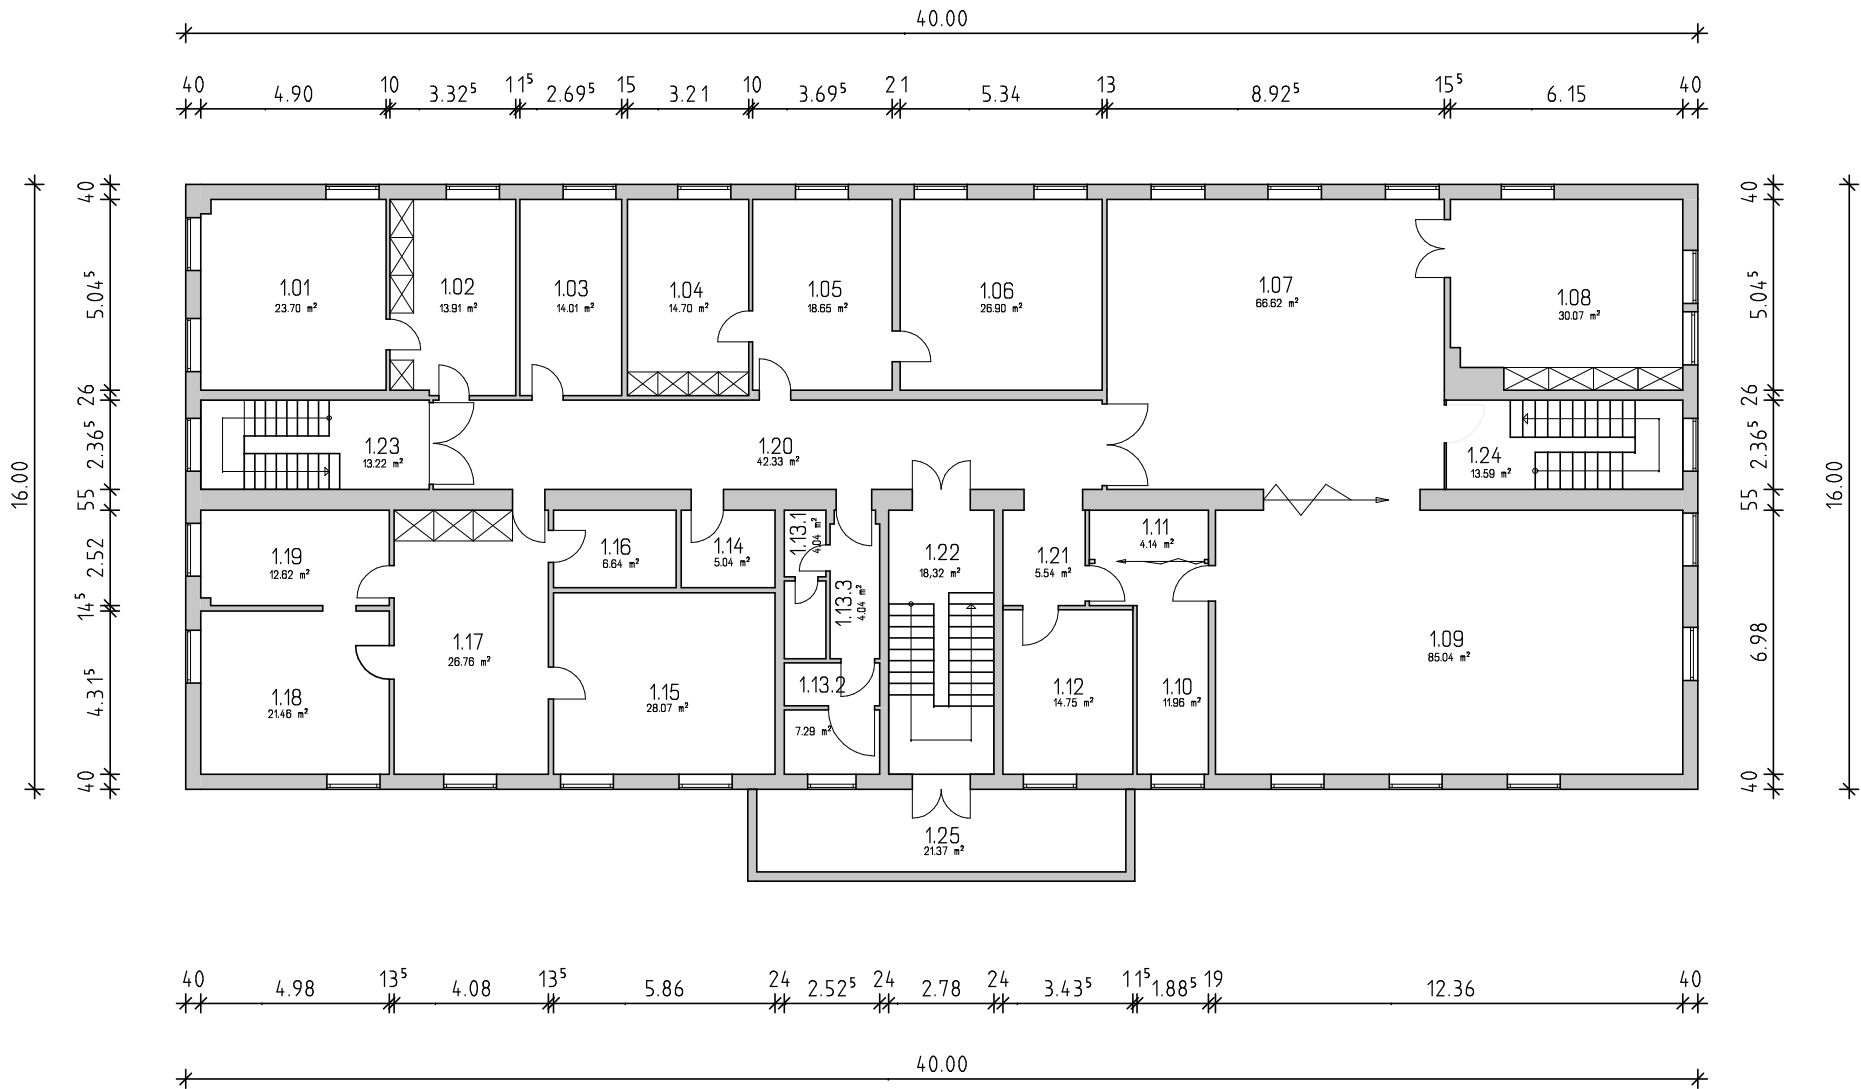 40.00
40 4.90 10 3.32⁵ 11⁵ 2.69⁵ 15 3.21 10 3.69⁵ 21 5.34 13 8.92⁵ 15⁵ 6.15 40
16.00
40
5.04⁵
26
2.36⁵
55
2.52
14⁵
4.31⁵
40
1.01
23.70 m²
1.02
13.91 m²
1.03
14.01 m²
1.04
14.70 m²
1.05
18.65 m²
1.06
26.90 m²
1.07
66.62 m²
1.08
30.07 m²
1.23
13.22 m²
1.20
42.33 m²
1.24
13.59 m²
1.19
12.62 m²
1.16
6.64 m²
1.14
5.04 m²
1.13.1
4.04 m²
1.13.3
4.04 m²
1.22
18,32 m²
1.21
5.54 m²
1.11
4.14 m²
1.18
21.46 m²
1.17
26.76 m²
1.15
28.07 m²
1.13.2
7.29 m²
1.12
14.75 m²
1.10
11.96 m²
1.09
85.04 m²
1.25
21.37 m²
40
5.04⁵
26
2.36⁵
55
6.98
40
16.00
40 4.98 13⁵ 4.08 13⁵ 5.86 24 2.52⁵ 24 2.78 24 3.43⁵ 11⁵ 1.88⁵ 19 12.36 40
40.00